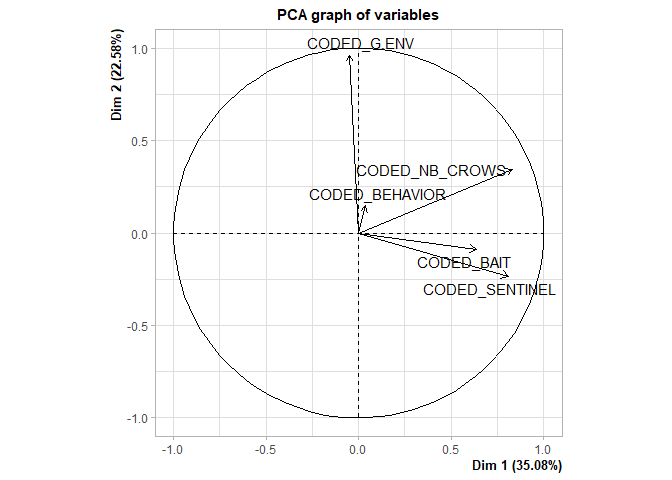 PCA graph of variables
CODED_G.ENV
CODED_NB_CROWS
CODED_BEHAVIOR
CODED_BAIT
CODED_SENTINEL
Dim 2 (22.58%)
1.0
0.5
0.0
-0.5
-1.0
-1.0 -0.5 0.0 0.5 1.0
Dim 1 (35.08%)